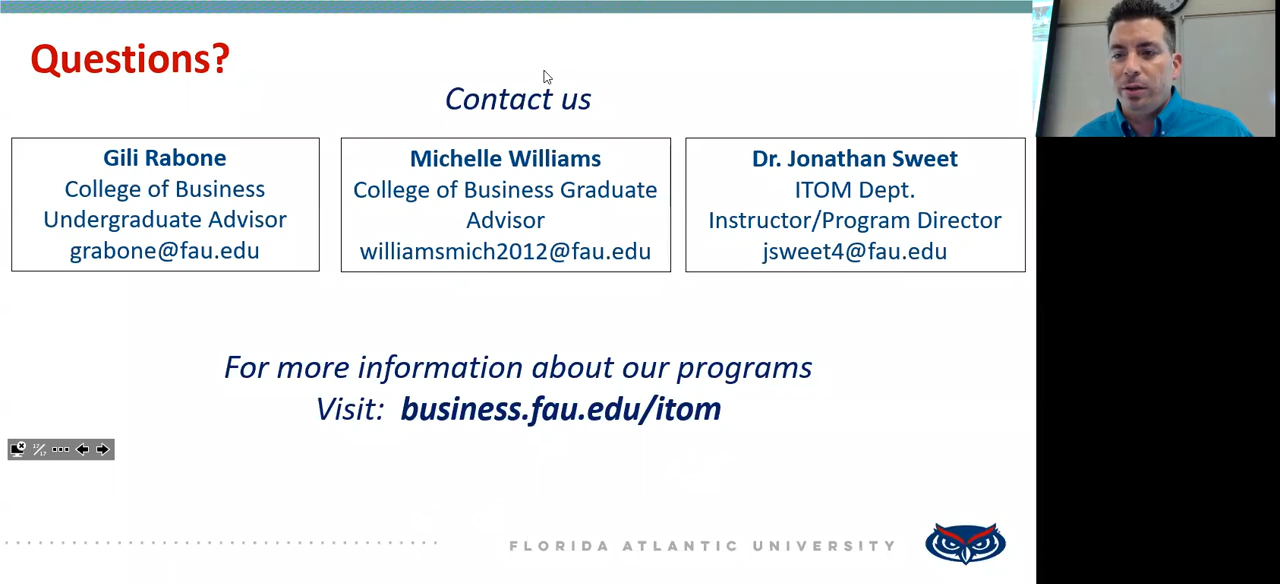 Questions?
Contact us
Gili Rabone
College of Business
Undergraduate Advisor
grabone@fau.edu
Michelle Williams
College of Business Graduate
Advisor
williamsmich2012@fau.edu
Dr. Jonathan Sweet
ITOM Dept.
Instructor/Program Director
jsweet4@fau.edu
For more information about our programs
Visit: business.fau.edu/itom
17/17
FLORIDA ATLANTIC UNIVERSITY